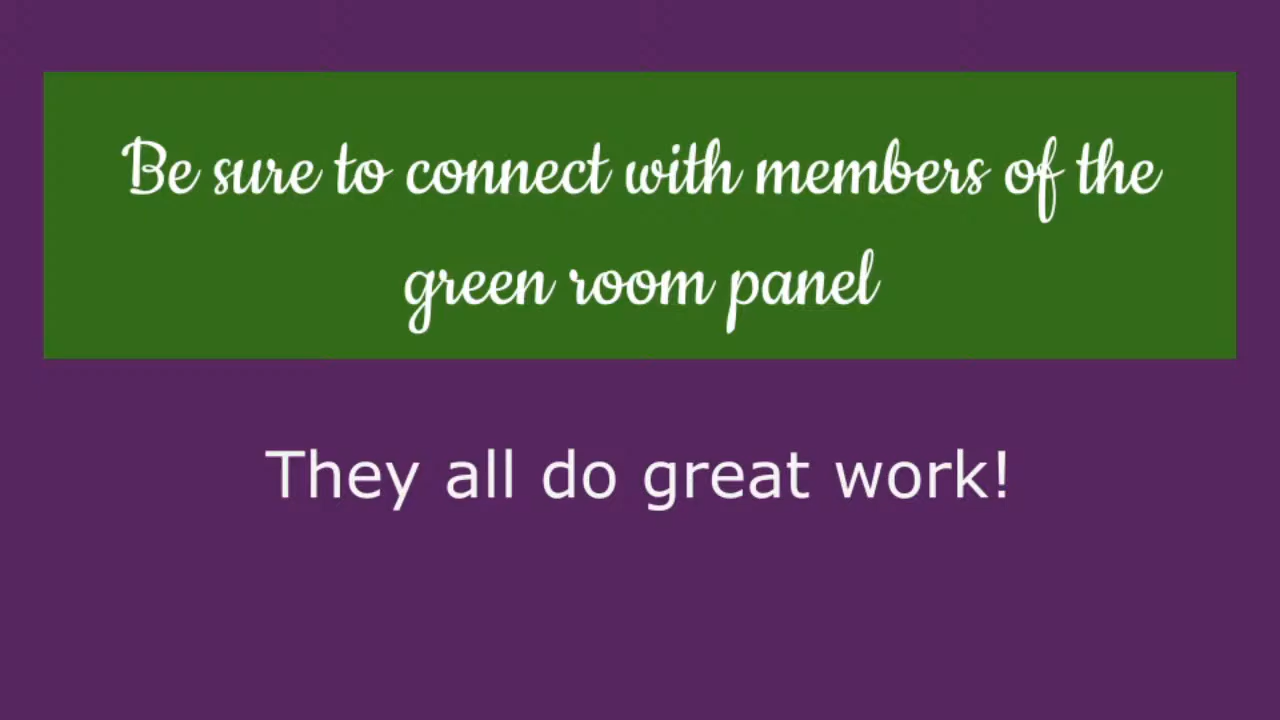 Be sure to connect with members of the
green room panel
They all do great work!